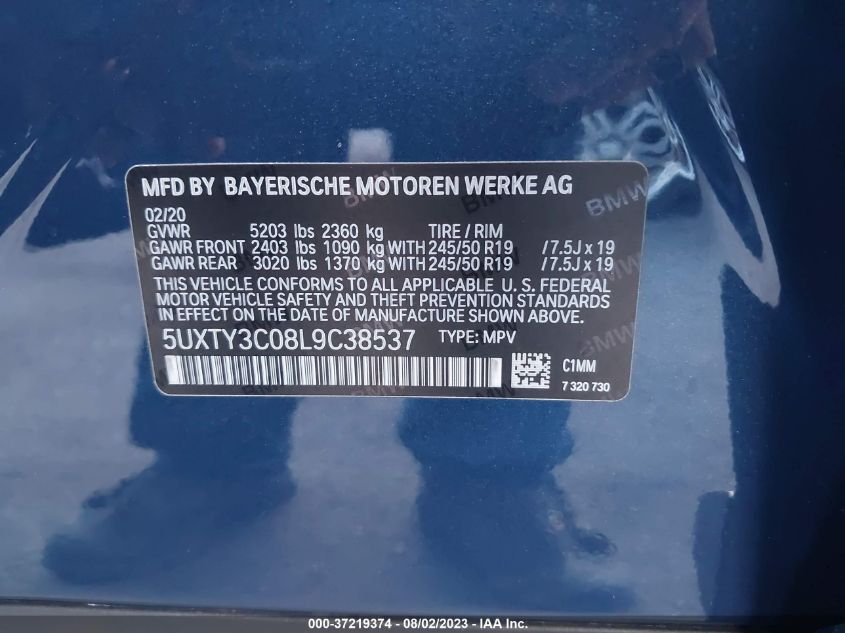 MFD BY BAYERISCHE MOTOREN WERKE AG
02/20
GVWR 5203 lbs 2360 kg TIRE / RIM
GAWR FRONT 2403 lbs 1090 kg WITH 245/50 R19 /7.5J x 19
GAWR REAR 3020 lbs 1370 kg WITH 245/50 R19 /7.5J x 19
THIS VEHICLE CONFORMS TO ALL APPLICABLE U. S. FEDERAL
MOTOR VEHICLE SAFETY AND THEFT PREVENTION STANDARDS
IN EFFECT ON THE DATE OF MANUFACTURE SHOWN ABOVE.
5UXTY3C08L9C38537 TYPE: MPV
C1MM
7 320 730
000-37219374 - 08/02/2023 - IAA Inc.